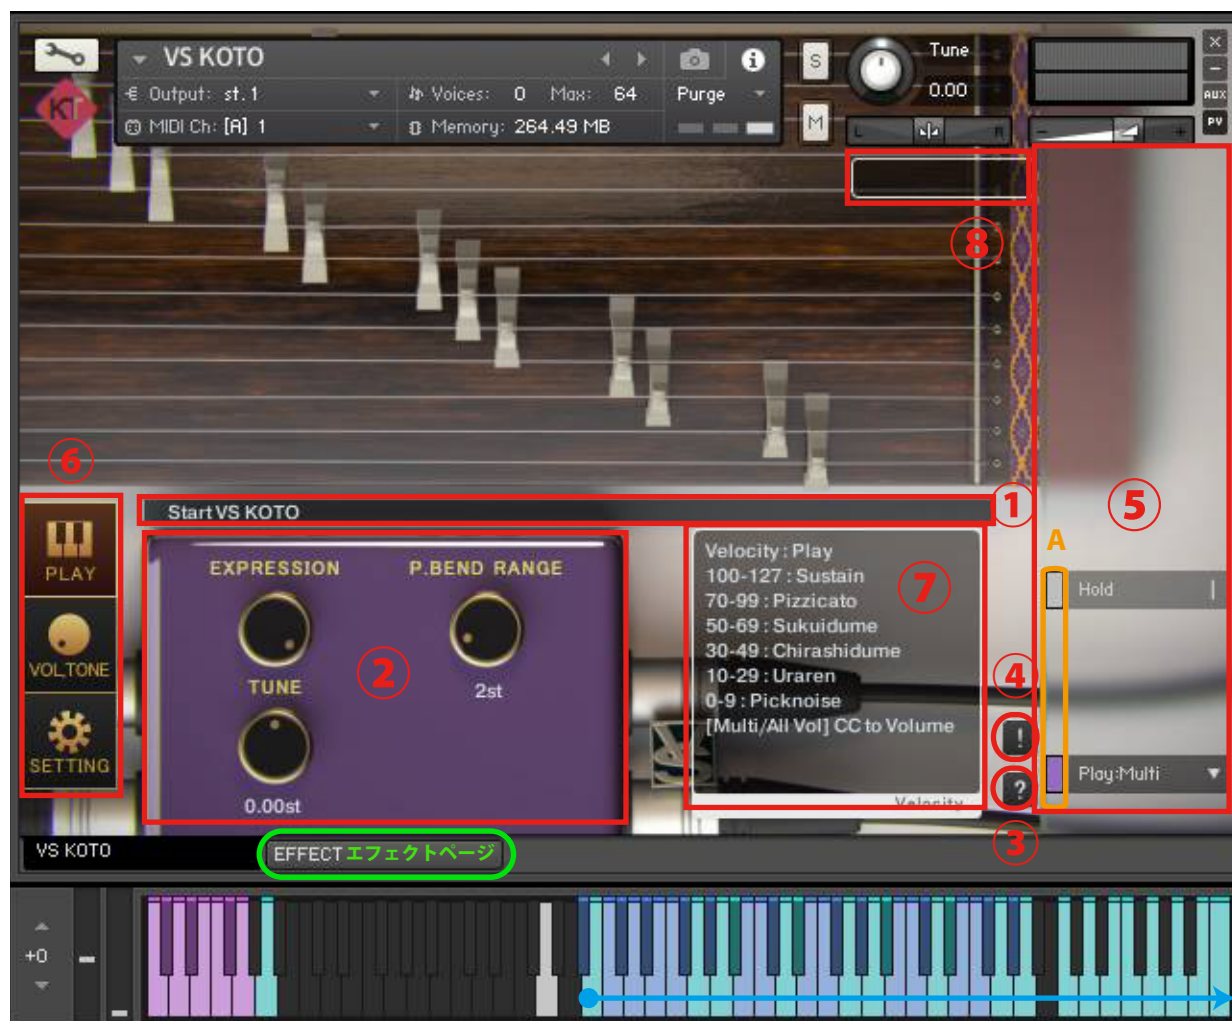 VS KOTO
Output: st. 1
Voices: 0 Max: 64
Purge
MIDI Ch: [A] 1
Memory: 264.49 MB
S
M
Tune
0.00
L
R
-
+
×
-
AUX
PV
KT
i
⑧
⑥
①
⑤
Start VS KOTO
A
PLAY
VOL,TONE
SETTING
EXPRESSION
P.BEND RANGE
②
TUNE
2st
0.00st
Velocity : Play
100-127 : Sustain
70-99 : Pizzicato
50-69 : Sukuidume
30-49 : Chirashidume
10-29 : Uraren
0-9 : Picknoise
[Multi/All Vol] CC to Volume
Velocity
⑦
④
!
?
③
Hold
Play:Multi
VS KOTO
EFFECT エフェクトページ
+0